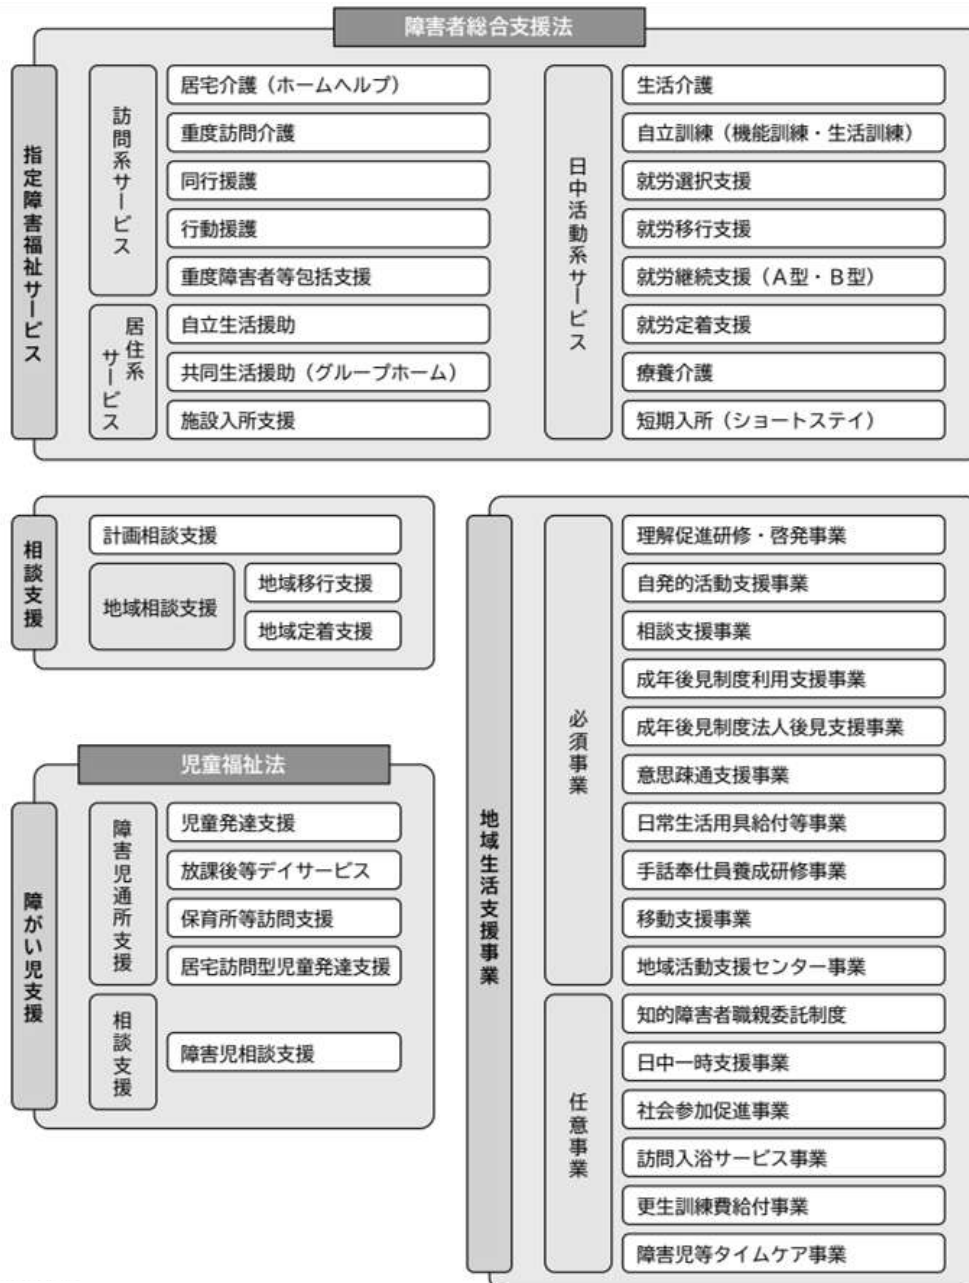 障害者総合支援法
指定障害福祉サービス
訪問系サービス
居宅介護（ホームヘルプ）
重度訪問介護
同行援護
行動援護
重度障害者等包括支援
居住系
サービス
自立生活援助
共同生活援助（グループホーム）
施設入所支援
日中活動系サービス
生活介護
自立訓練（機能訓練・生活訓練）
就労選択支援
就労移行支援
就労継続支援（A型・B型）
就労定着支援
療養介護
短期入所（ショートステイ）
相談支援
計画相談支援
地域相談支援
地域移行支援
地域定着支援
児童福祉法
障がい児支援
障害児通所支援
児童発達支援
放課後等デイサービス
保育所等訪問支援
居宅訪問型児童発達支援
相談支援
障害児相談支援
地域生活支援事業
必須事業
理解促進研修・啓発事業
自発的活動支援事業
相談支援事業
成年後見制度利用支援事業
成年後見制度法人後見支援事業
意思疎通支援事業
日常生活用具給付等事業
手話奉仕員養成研修事業
移動支援事業
地域活動支援センター事業
任意事業
知的障害者職親委託制度
日中一時支援事業
社会参加促進事業
訪問入浴サービス事業
更生訓練費給付事業
障害児等タイムケア事業